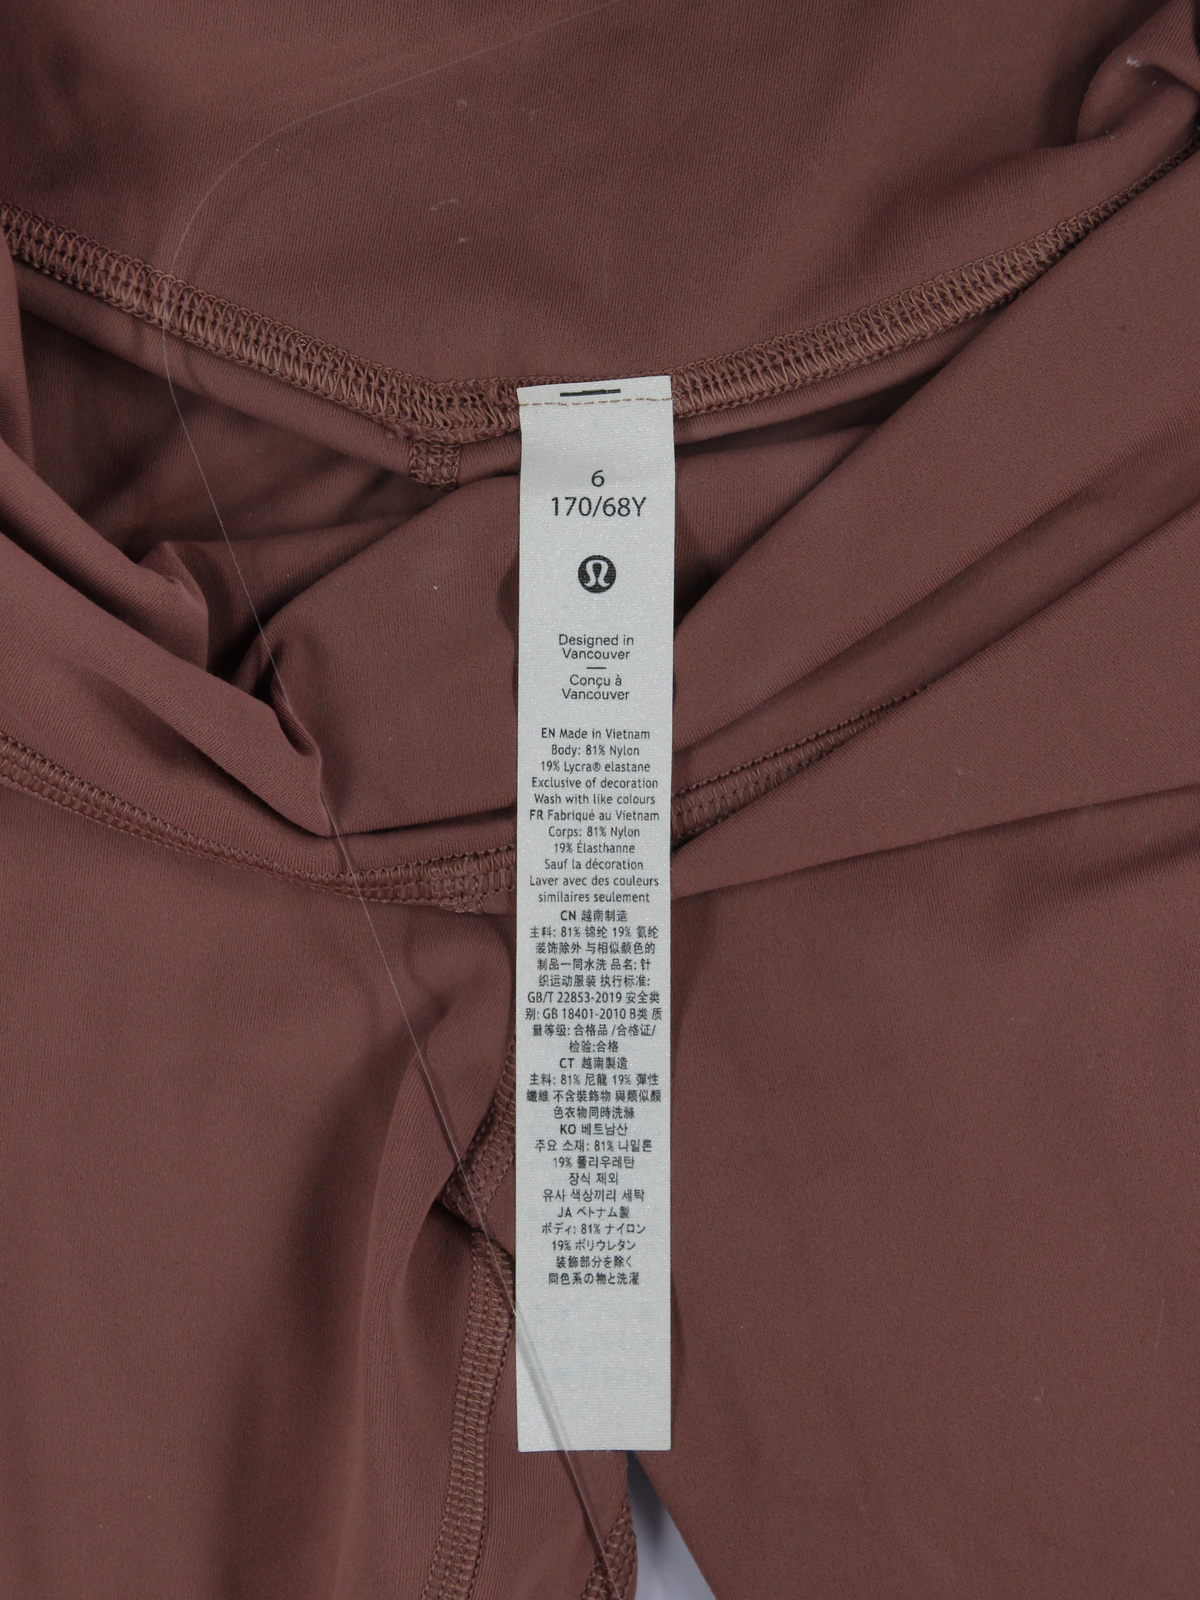 6
170/68Y
Designed in
Vancouver
Conçu à
Vancouver
EN Made in Vietnam
Body: 81% Nylon
19% Lycra® elastane
Exclusive of decoration
Wash with like colours
FR Fabriqué au Vietnam
Corps: 81% Nylon
19% Élasthanne
Sauf la décoration
Laver avec des couleurs
similaires seulement
CN 越南制造
主料: 81% 锦纶 19% 氨纶
装饰除外 与相似颜色的
制品一同水洗 品名: 针
织运动服装 执行标准:
GB/T 22853-2019 安全类
别: GB 18401-2010 B类 质
量等级: 合格品 /合格证/
检验:合格
CT 越南製造
主料: 81% 尼龍 19% 彈性
纖維 不含裝飾物 與類似顏
色衣物同時洗滌
KO 베트남산
주요 소재: 81% 나일론
19% 폴리우레탄
장식 제외
유사 색상끼리 세탁
JA ベトナム製
ボディ: 81% ナイロン
19% ポリウレタン
装飾部分を除く
同色系の物と洗濯